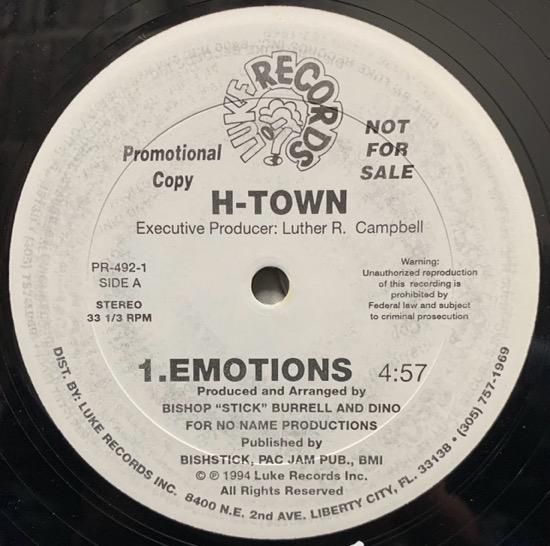 LUKE RECORDS
Promotional
Copy
NOT
FOR
SALE
H-TOWN
Executive Producer: Luther R. Campbell
PR-492-1
SIDE A
STEREO
33 1/3 RPM
Warning:
Unauthorized reproduction
of this recording is
prohibited by
Federal law and subject
to criminal prosecution
1.EMOTIONS 4:57
Produced and Arranged by
BISHOP "STICK" BURRELL AND DINO
FOR NO NAME PRODUCTIONS
Published by
BISHSTICK, PAC JAM PUB., BMI
© ℗ 1994 Luke Records Inc.
All Rights Reserved
DIST. BY: LUKE RECORDS INC. 8400 N.E. 2nd AVE. LIBERTY CITY, FL. 33138 • (305) 757-1969